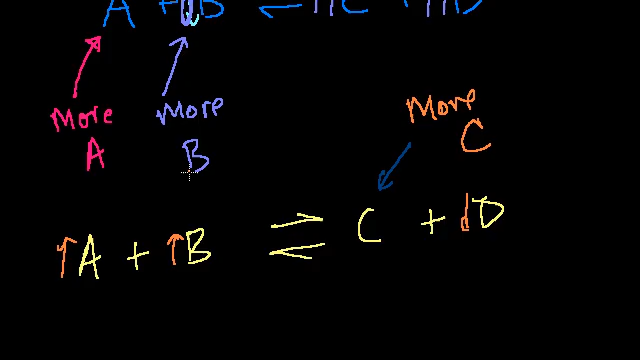 A + B ⇌ C + D
More More More
A B C
↑A + ↑B ⇌ C + D